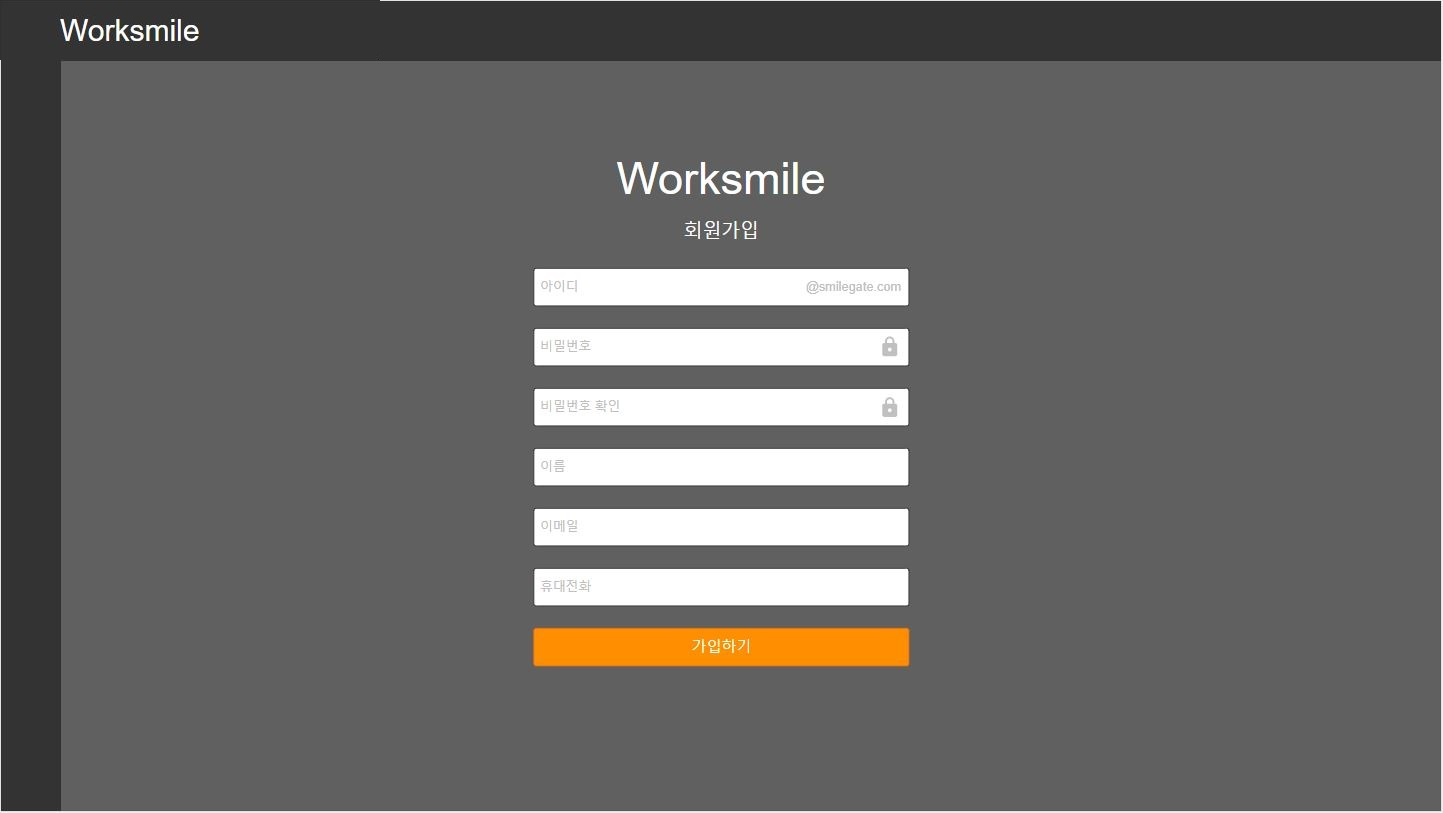 Worksmile
Worksmile
회원가입
아이디 @smilegate.com
비밀번호
비밀번호 확인
이름
이메일
휴대전화
가입하기